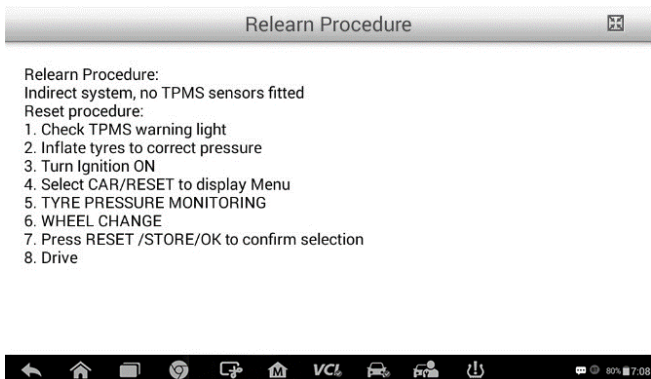 Relearn Procedure
Relearn Procedure:
Indirect system, no TPMS sensors fitted
Reset procedure:
1. Check TPMS warning light
2. Inflate tyres to correct pressure
3. Turn Ignition ON
4. Select CAR/RESET to display Menu
5. TYRE PRESSURE MONITORING
6. WHEEL CHANGE
7. Press RESET /STORE/OK to confirm selection
8. Drive
M VCI 80% 7:08